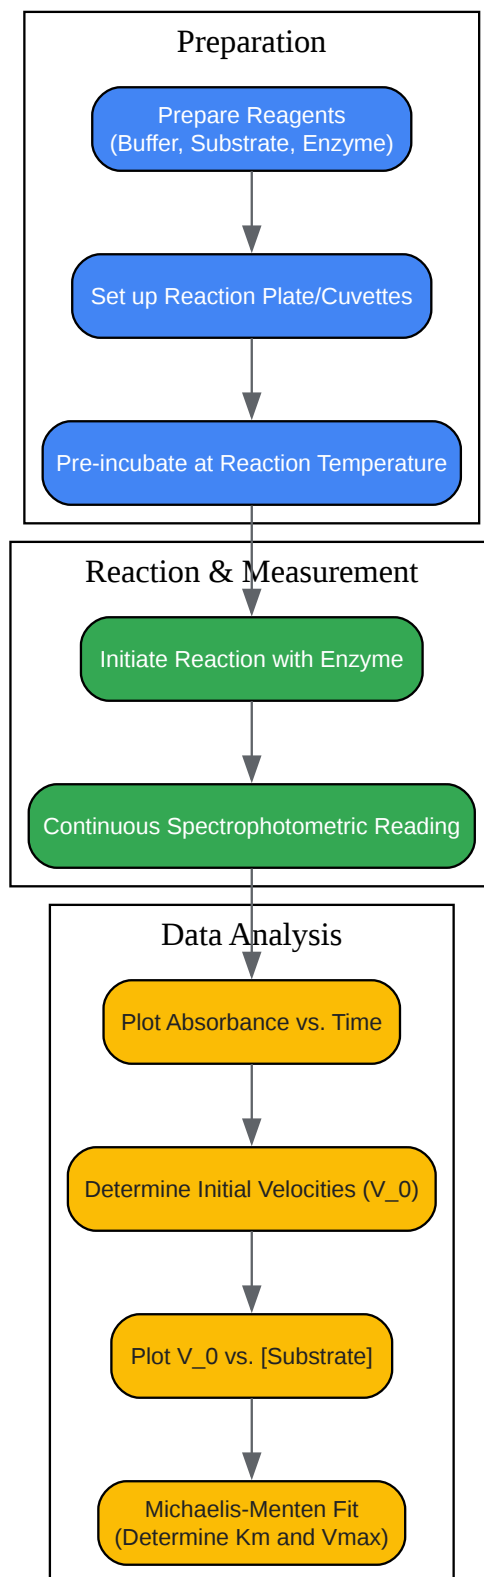 Preparation
Prepare Reagents
(Buffer, Substrate, Enzyme)
Set up Reaction Plate/Cuvettes
Pre-incubate at Reaction Temperature
Reaction & Measurement
Initiate Reaction with Enzyme
Continuous Spectrophotometric Reading
Data Analysis
Plot Absorbance vs. Time
Determine Initial Velocities (V_0)
Plot V_0 vs. [Substrate]
Michaelis-Menten Fit
(Determine Km and Vmax)